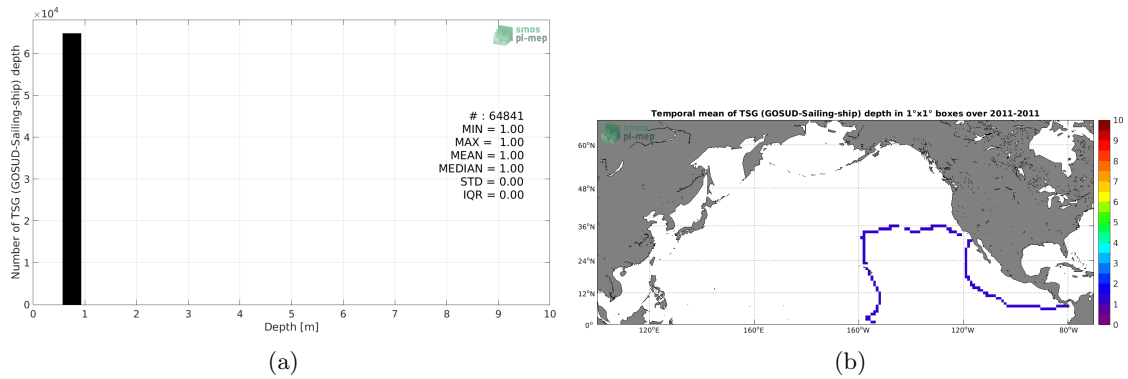 ×10⁴
smos
pi-mep
Number of TSG (GOSUD-Sailing-ship) depth
6
5
4
3
2
1
0
# : 64841
MIN = 1.00
MAX = 1.00
MEAN = 1.00
MEDIAN = 1.00
STD = 0.00
IQR = 0.00
0 1 2 3 4 5 6 7 8 9 10
Depth [m]
(a)
Temporal mean of TSG (GOSUD-Sailing-ship) depth in 1°x1° boxes over 2011-2011
smos
pi-mep
60°N
48°N
36°N
24°N
12°N
0°
120°E 160°E 160°W 120°W 80°W
10
9
8
7
6
5
4
3
2
1
0
(b)